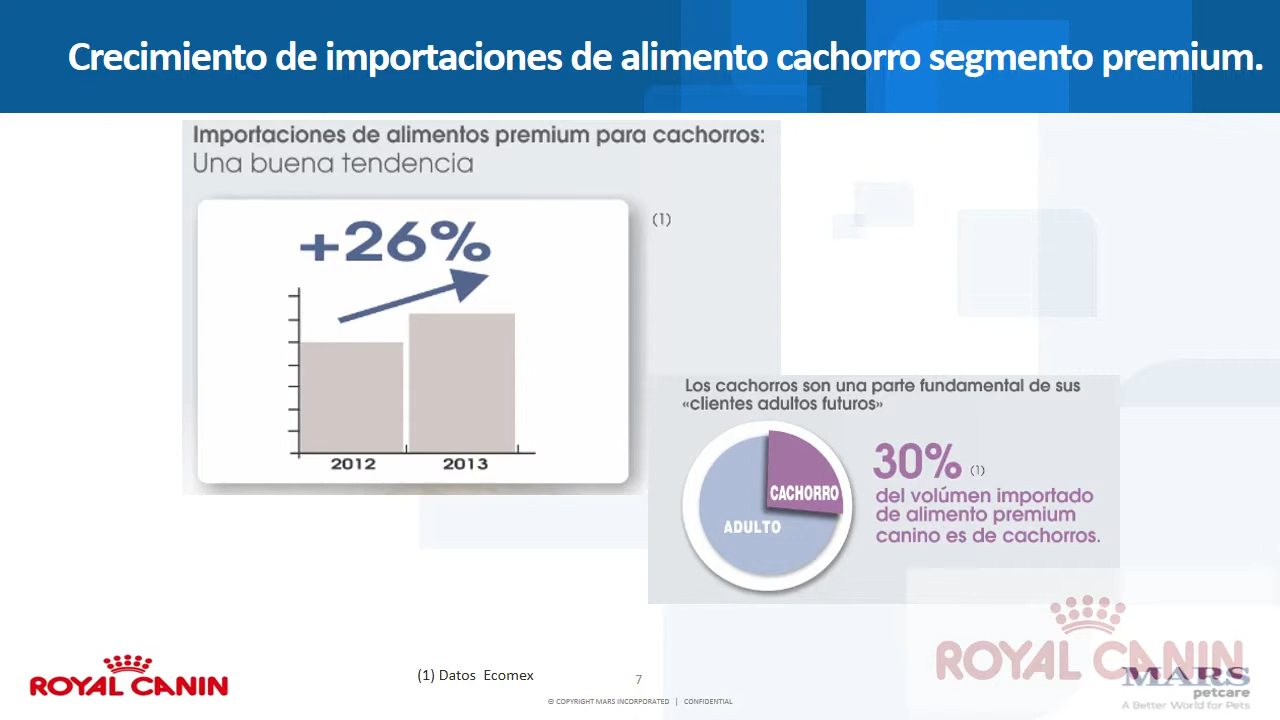 Crecimiento de importaciones de alimento cachorro segmento premium.
Importaciones de alimentos premium para cachorros:
Una buena tendencia
(1)
+26%
2012 2013
Los cachorros son una parte fundamental de sus
«clientes adultos futuros»
CACHORRO
ADULTO
30% (1)
del volúmen importado
de alimento premium
canino es de cachorros.
ROYAL CANIN
(1) Datos Ecomex
7
© COPYRIGHT MARS INCORPORATED | CONFIDENTIAL
ROYAL CANIN
MARS
petcare
A Better World for Pets